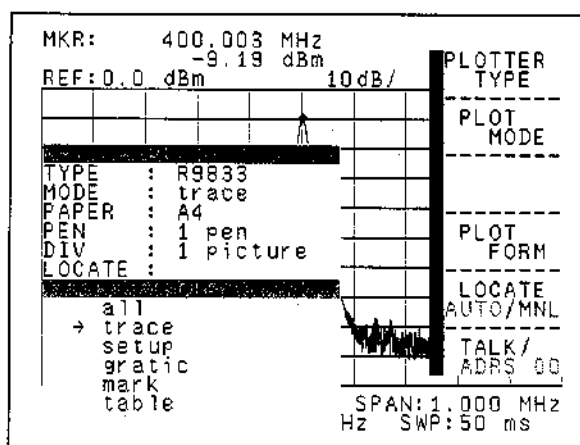 MKR: 400.003 MHz
-9.19 dBm
REF:0.0 dBm 10dB/
TYPE : R9833
MODE : trace
PAPER : A4
PEN : 1 pen
DIV : 1 picture
LOCATE :
all
→ trace
setup
gratic
mark
table
SPAN:1.000 MHz
Hz SWP:50 ms
PLOTTER
TYPE
PLOT
MODE
PLOT
FORM
LOCATE
AUTO/MNL
TALK/
ADRS 00